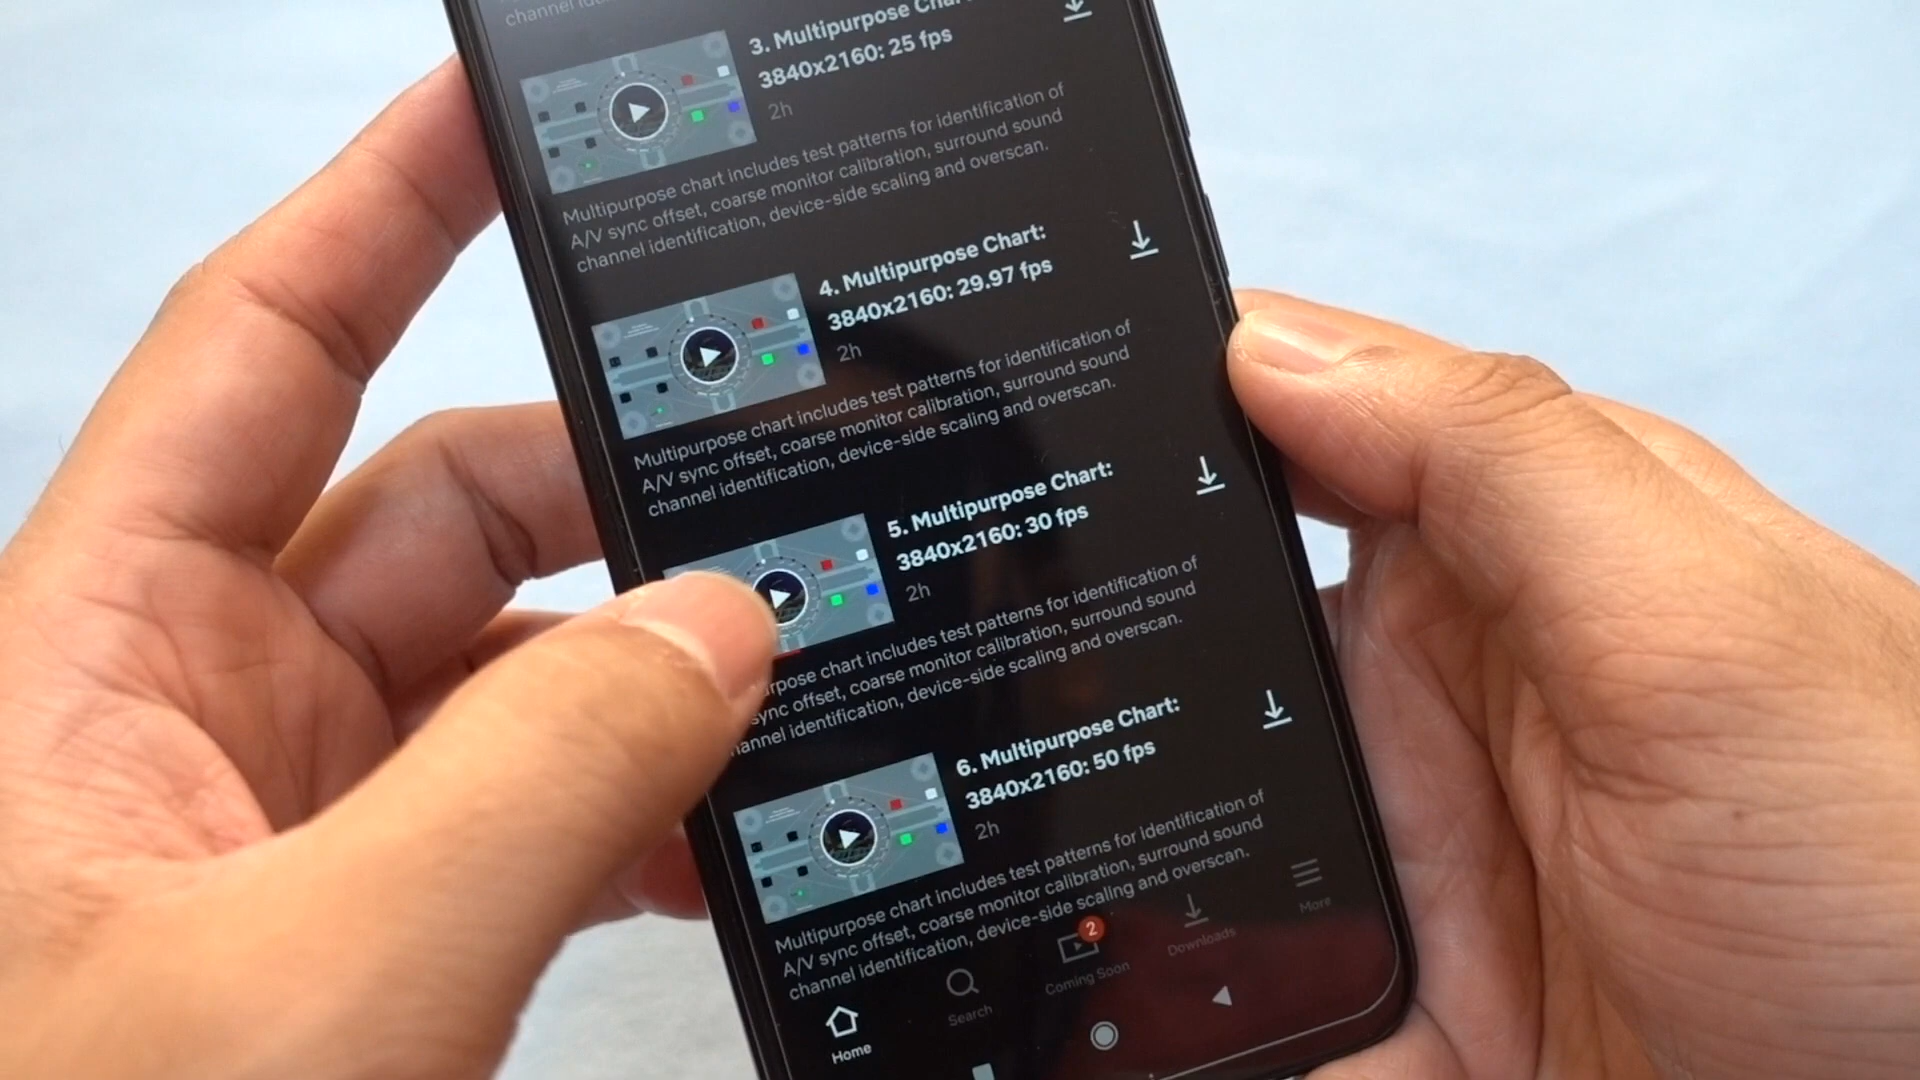 channel
3. Multipurpose
3840x2160: 25 fps
2h
Multipurpose chart includes test patterns for identification of
A/V sync offset, coarse monitor calibration, surround sound
channel identification, device-side scaling and overscan.
4. Multipurpose Chart:
3840x2160: 29.97 fps
2h
Multipurpose chart includes test patterns for identification of
A/V sync offset, coarse monitor calibration, surround sound
channel identification, device-side scaling and overscan.
5. Multipurpose Chart:
3840x2160: 30 fps
2h
rpose chart includes test patterns for identification of
sync offset, coarse monitor calibration, surround sound
hannel identification, device-side scaling and overscan.
6. Multipurpose Chart:
3840x2160: 50 fps
2h
Multipurpose chart includes test patterns for identification of
A/V sync offset, coarse monitor calibration, surround sound
channel identification, device-side scaling and overscan.
2
Home
Search
Coming Soon
Downloads
More